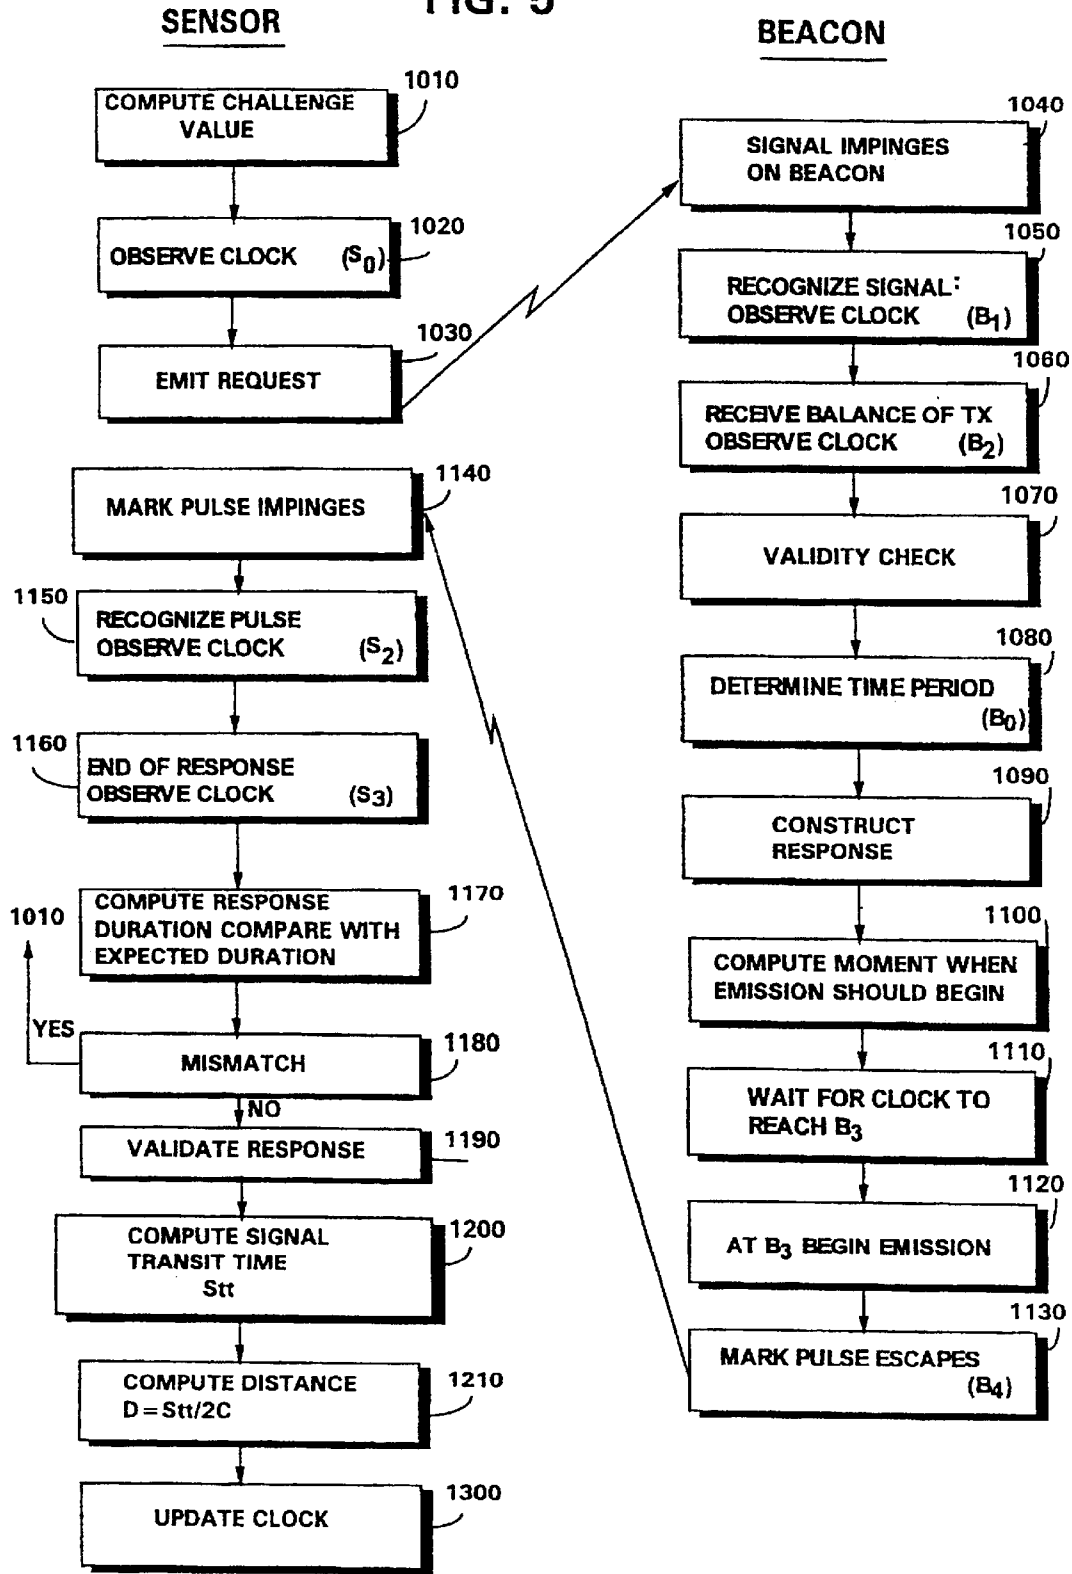 FIG. 5
SENSOR
1010
COMPUTE CHALLENGE
VALUE
1020
OBSERVE CLOCK (S0)
1030
EMIT REQUEST
1140
MARK PULSE IMPINGES
1150
RECOGNIZE PULSE
OBSERVE CLOCK (S2)
1160
END OF RESPONSE
OBSERVE CLOCK (S3)
1170
COMPUTE RESPONSE
DURATION COMPARE WITH
EXPECTED DURATION
1010
YES
1180
MISMATCH
NO
VALIDATE RESPONSE
1190
COMPUTE SIGNAL
TRANSIT TIME
Stt
1200
COMPUTE DISTANCE
D = Stt/2C
1210
UPDATE CLOCK
1300
BEACON
1040
SIGNAL IMPINGES
ON BEACON
1050
RECOGNIZE SIGNAL:
OBSERVE CLOCK (B1)
1060
RECEIVE BALANCE OF TX
OBSERVE CLOCK (B2)
1070
VALIDITY CHECK
1080
DETERMINE TIME PERIOD
(B0)
1090
CONSTRUCT
RESPONSE
1100
COMPUTE MOMENT WHEN
EMISSION SHOULD BEGIN
1110
WAIT FOR CLOCK TO
REACH B3
1120
AT B3 BEGIN EMISSION
1130
MARK PULSE ESCAPES
(B4)